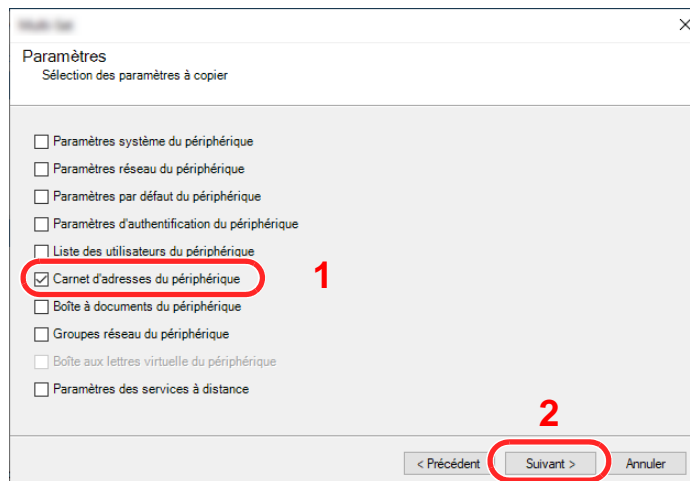 Paramètres
Sélection des paramètres à copier
Paramètres système du périphérique
Paramètres réseau du périphérique
Paramètres par défaut du périphérique
Paramètres d'authentification du périphérique
Liste des utilisateurs du périphérique
Carnet d'adresses du périphérique 1
Boîte à documents du périphérique
Groupes réseau du périphérique
Boîte aux lettres virtuelle du périphérique
Paramètres des services à distance
2
< Précédent Suivant > Annuler